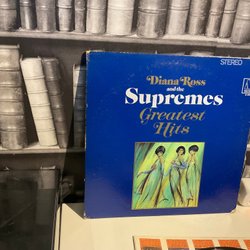 STEREO
Diana Ross
and the
Supremes
Greatest
Hits